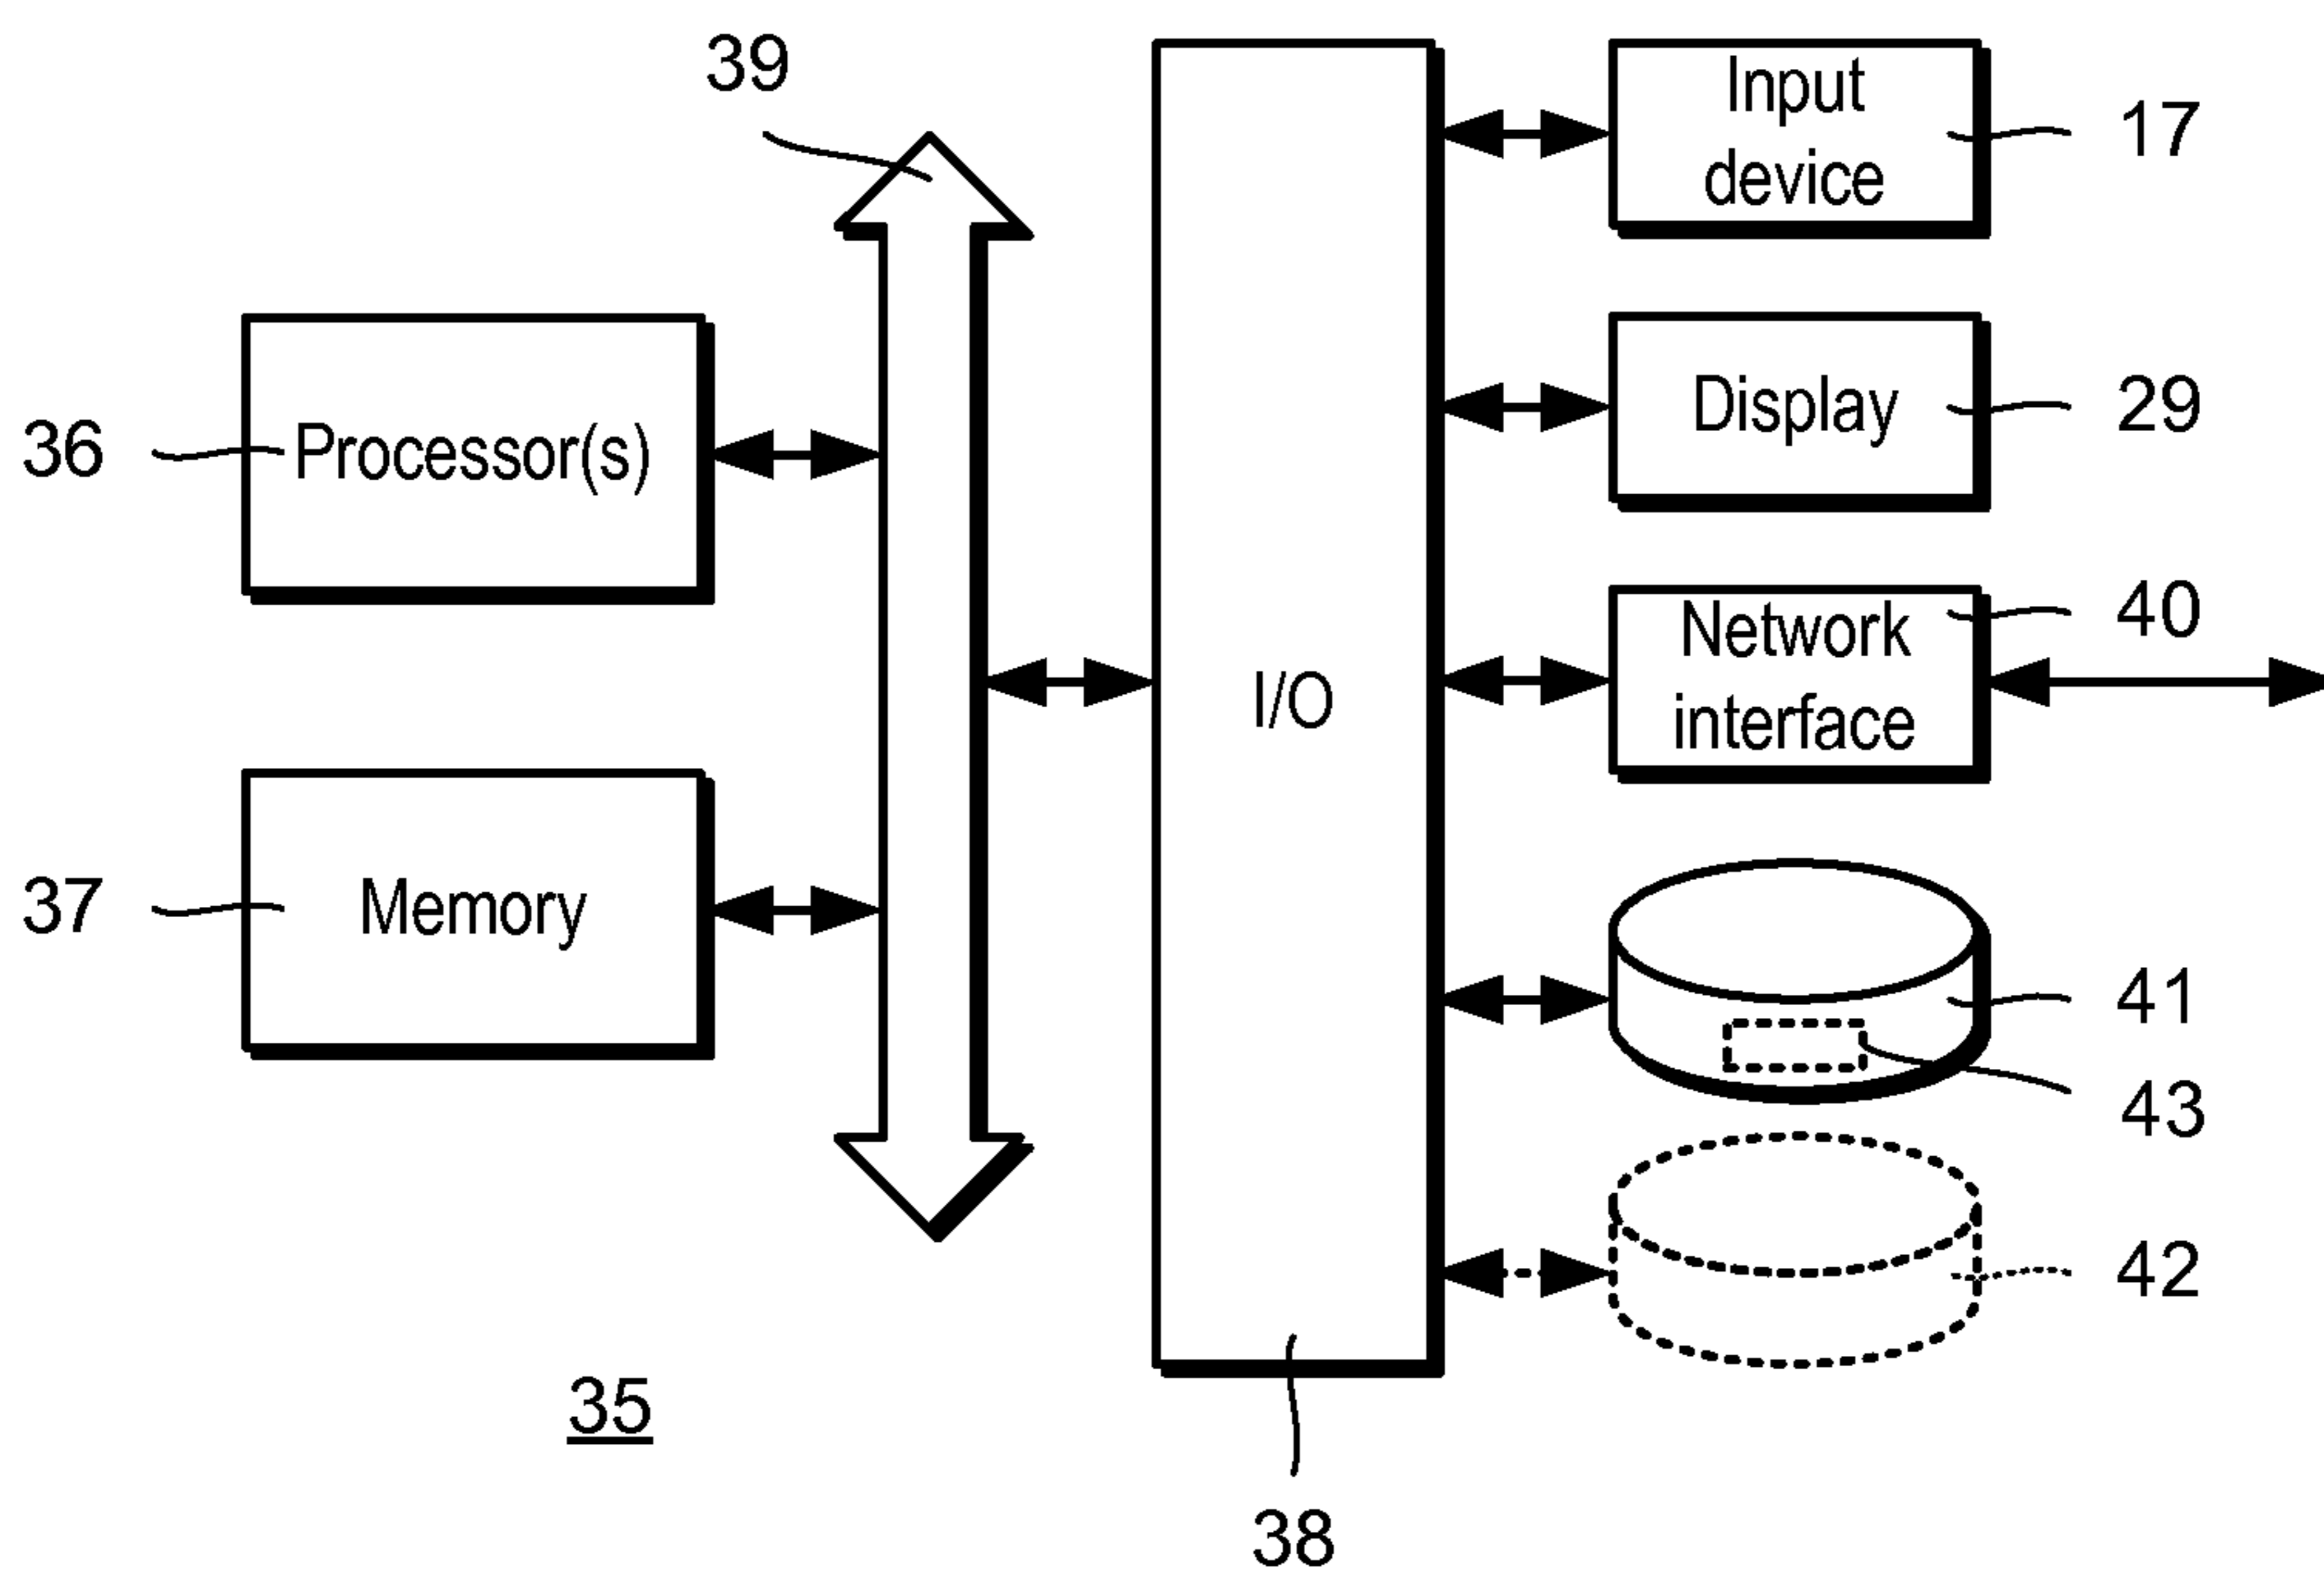 39
Input
device
17
36
Processor(s)
Display
29
Network
interface
40
I/O
37
Memory
41
43
42
35
38